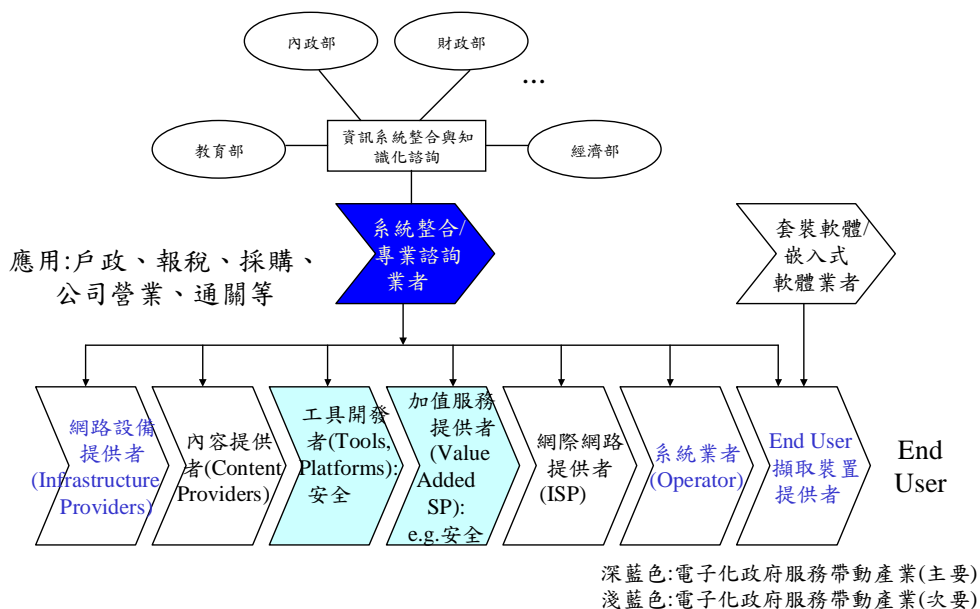 內政部
財政部
...
教育部
資訊系統整合與知
識化諮詢
經濟部
系統整合/
專業諮詢
業者
套裝軟體/
嵌入式
軟體業者
應用:戶政、報稅、採購、
公司營業、通關等
網路設備
提供者
(Infrastructure
Providers)
內容提供
者(Content
Providers)
工具開發
者(Tools,
Platforms):
安全
加值服務
提供者
(Value
Added
SP):
e.g.安全
網際網路
提供者
(ISP)
系統業者
(Operator)
End User
擷取裝置
提供者
End
User
深藍色:電子化政府服務帶動產業(主要)
淺藍色:電子化政府服務帶動產業(次要)